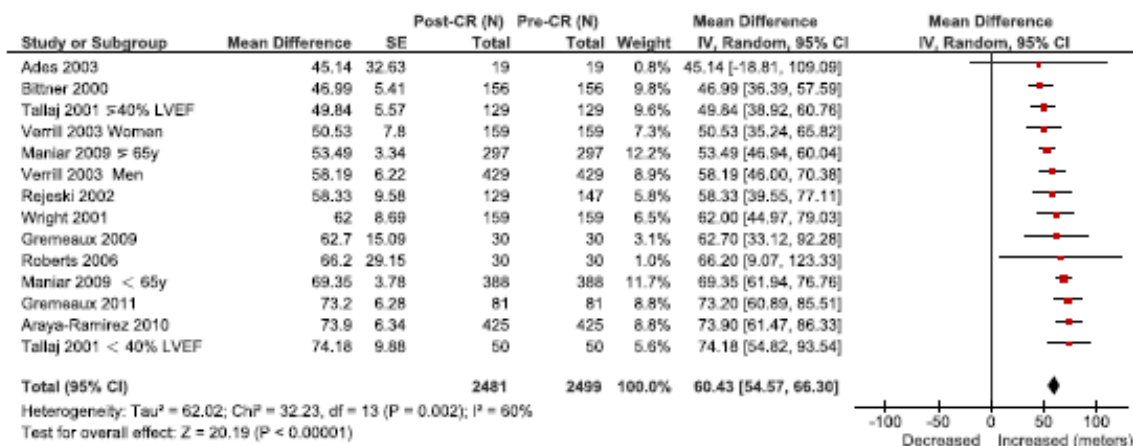 Post-CR (N) Pre-CR (N) Mean Difference Mean Difference
Study or Subgroup Mean Difference SE Total Total Weight IV, Random, 95% CI IV, Random, 95% CI
Ades 2003 45.14 32.63 19 19 0.8% 45.14 [-18.81, 109.09]
Bittner 2000 46.99 5.41 156 156 9.8% 46.99 [36.39, 57.59]
Tallaj 2001 ≥40% LVEF 49.84 5.57 129 129 9.6% 49.84 [38.92, 60.76]
Verrill 2003 Women 50.53 7.8 159 159 7.3% 50.53 [35.24, 65.82]
Maniar 2009 ≥ 65y 53.49 3.34 297 297 12.2% 53.49 [46.94, 60.04]
Verrill 2003 Men 58.19 6.22 429 429 8.9% 58.19 [46.00, 70.38]
Rejeski 2002 58.33 9.58 129 147 5.8% 58.33 [39.55, 77.11]
Wright 2001 62 8.69 159 159 6.5% 62.00 [44.97, 79.03]
Gremeaux 2009 62.7 15.09 30 30 3.1% 62.70 [33.12, 92.28]
Roberts 2006 66.2 29.15 30 30 1.0% 66.20 [9.07, 123.33]
Maniar 2009 < 65y 69.35 3.78 388 388 11.7% 69.35 [61.94, 76.76]
Gremeaux 2011 73.2 6.28 81 81 8.8% 73.20 [60.89, 85.51]
Araya-Ramirez 2010 73.9 6.34 425 425 8.8% 73.90 [61.47, 86.33]
Tallaj 2001 < 40% LVEF 74.18 9.88 50 50 5.6% 74.18 [54.82, 93.54]
Total (95% CI) 2481 2499 100.0% 60.43 [54.57, 66.30]
Heterogeneity: Tau² = 62.02; Chi² = 32.23, df = 13 (P = 0.002); I² = 60%
Test for overall effect: Z = 20.19 (P < 0.00001)
-100 -50 0 50 100
Decreased Increased (meters)